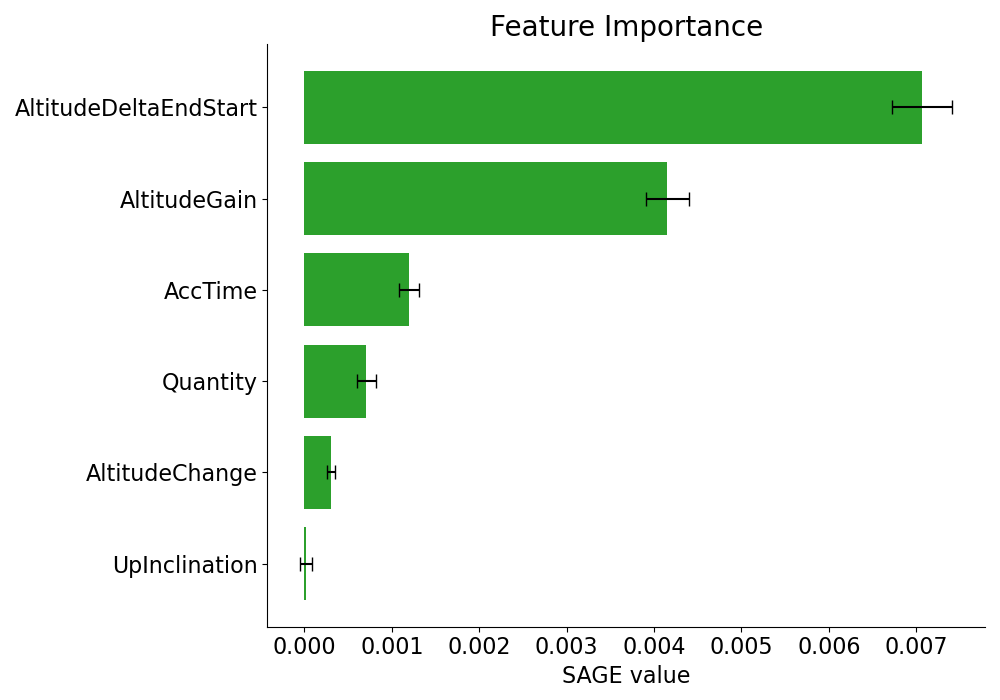 Feature Importance
AltitudeDeltaEndStart
AltitudeGain
AccTime
Quantity
AltitudeChange
UpInclination
0.000 0.001 0.002 0.003 0.004 0.005 0.006 0.007
SAGE value